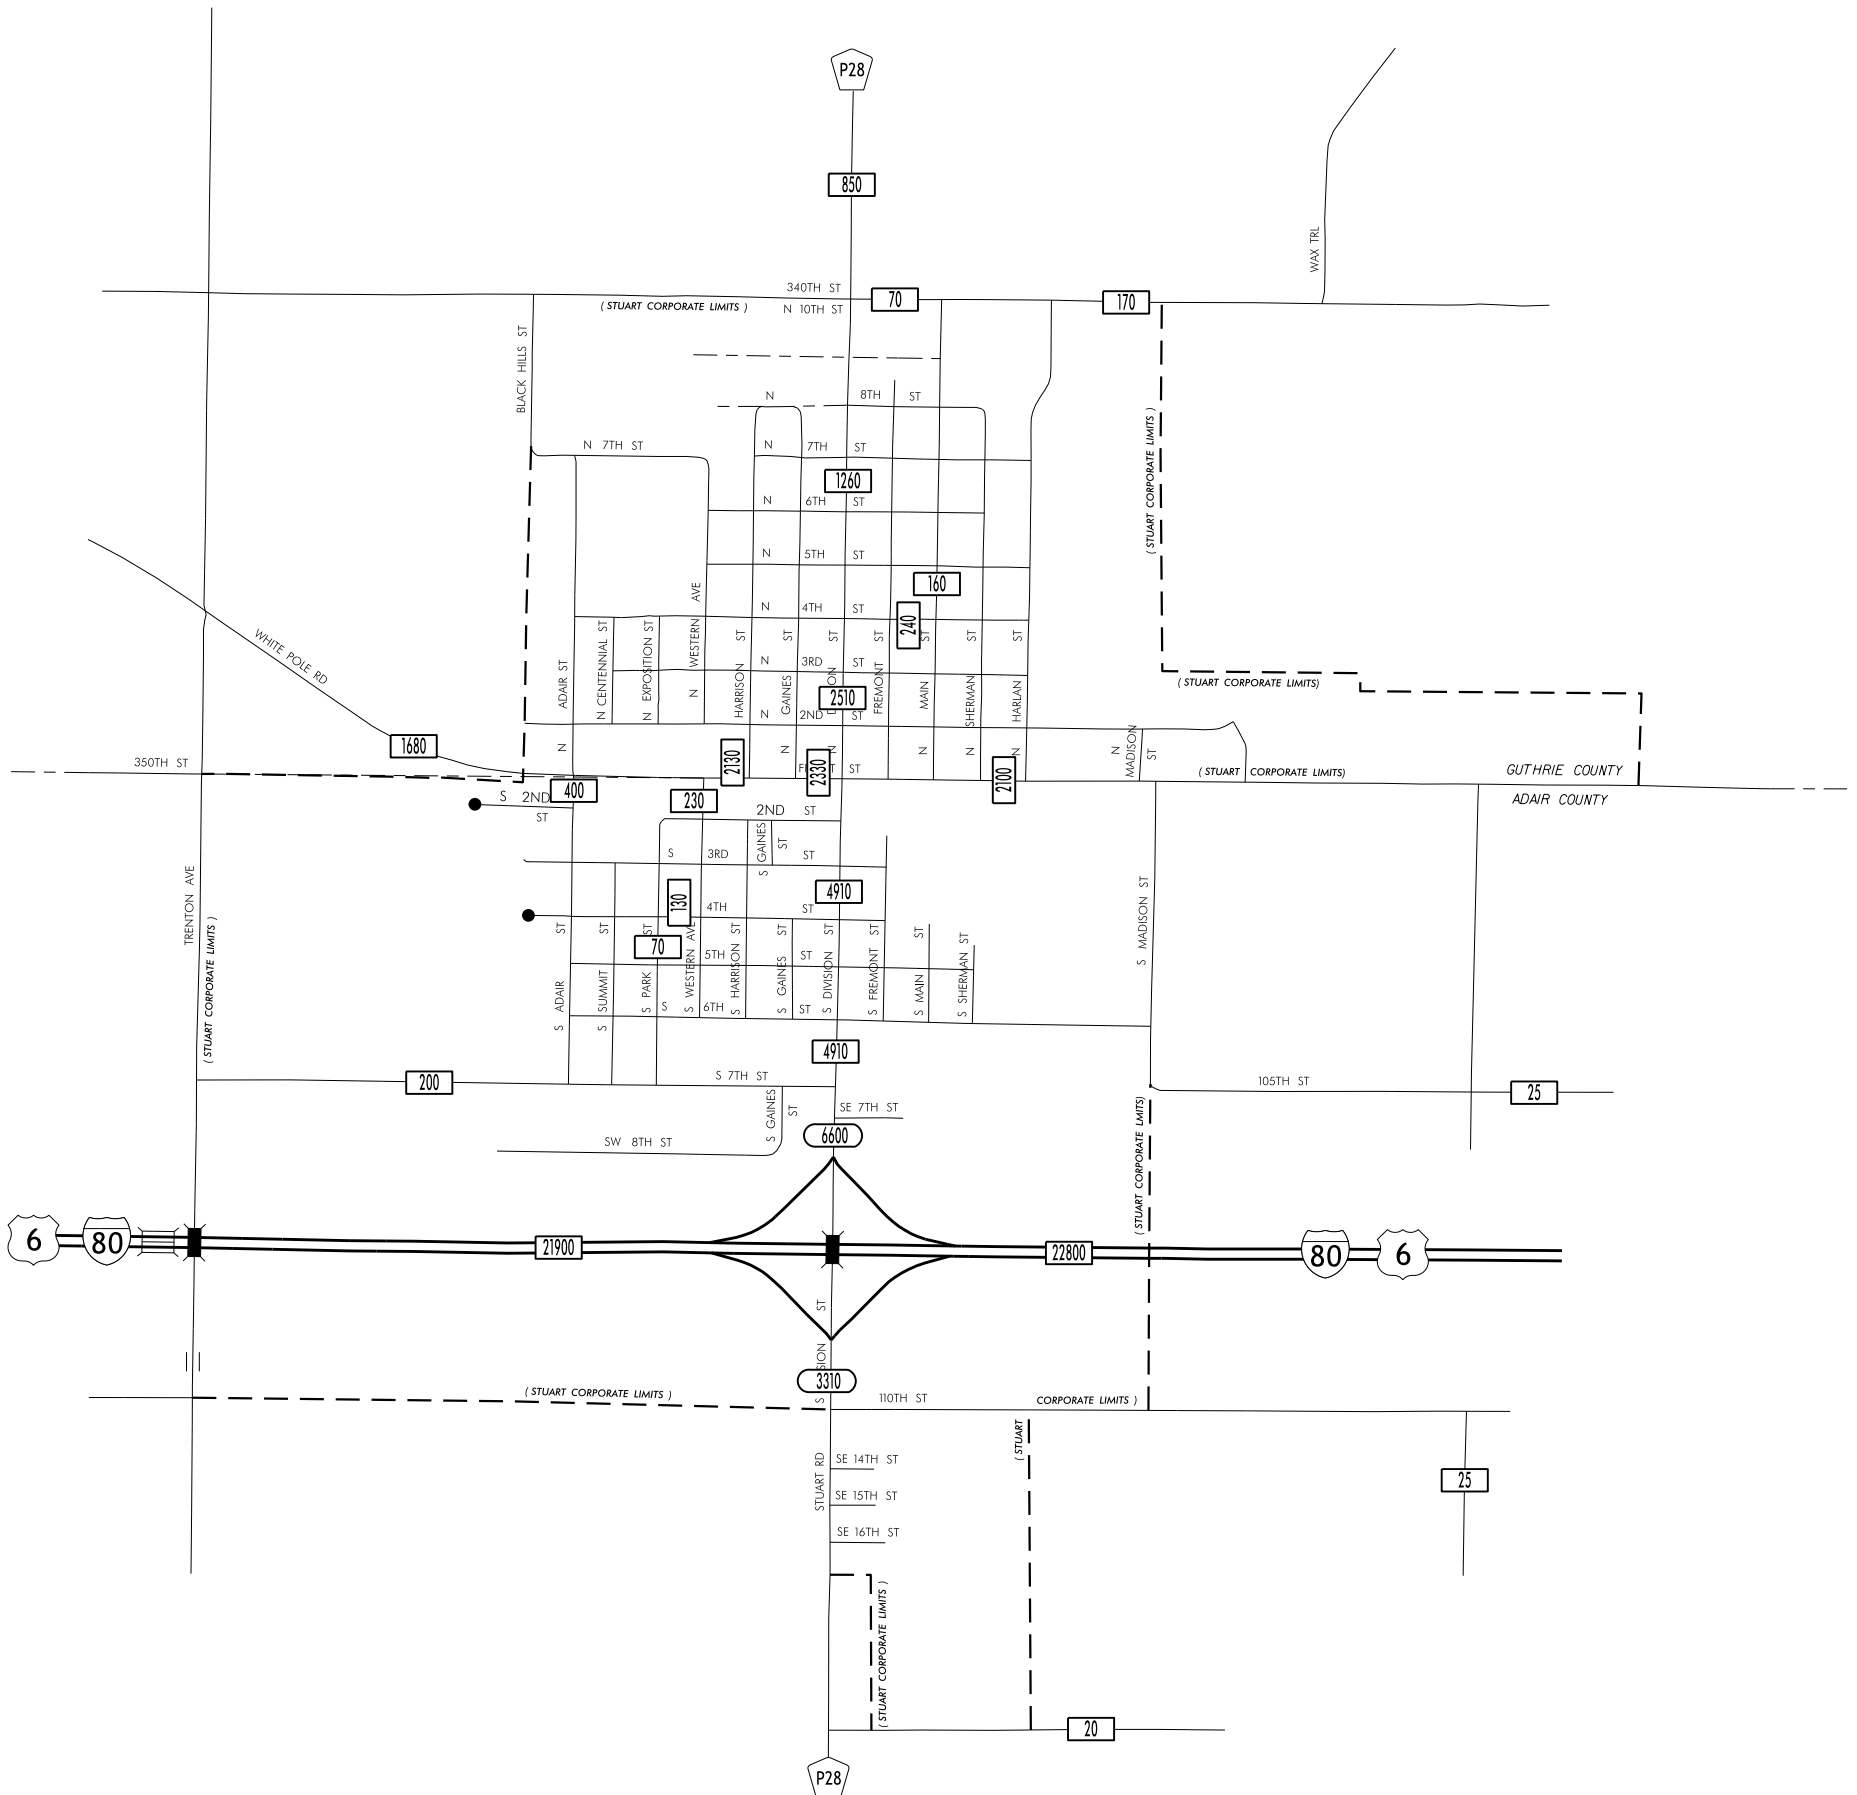 P28
850
WAX TRL
340TH ST
70
170
( STUART CORPORATE LIMITS )
N 10TH ST
BLACK HILLS ST
N 8TH ST
( STUART CORPORATE LIMITS )
N 7TH ST
N 7TH ST
1260
N 6TH ST
N 5TH ST
160
N 4TH ST
240
WHITE POLE RD
N ADAIR ST
N CENTENNIAL ST
N EXPOSITION ST
N WESTERN AVE
HARRISON ST
N GAINES ST
N ON ST
FREMONT ST
N MAIN ST
N SHERMAN ST
N HARLAN ST
N 3RD ST
( STUART CORPORATE LIMITS)
2510
N 2ND ST
N MADISON ST
1680
2130
2330
2100
350TH ST
ST
( STUART CORPORATE LIMITS)
GUTHRIE COUNTY
ADAIR COUNTY
400
230
S 2ND ST
2ND ST
S GAINES ST
S 3RD ST
TRENTON AVE
( STUART CORPORATE LIMITS )
130
4910
4TH ST
S MADISON ST
70
S ADAIR ST
S SUMMIT ST
S PARK ST
S WESTERN AVE
S HARRISON ST
S GAINES ST
S DIVISION ST
S FREMONT ST
S MAIN ST
S SHERMAN ST
5TH ST
S 6TH ST
4910
200
S 7TH ST
105TH ST
25
S GAINES ST
SE 7TH ST
6600
SW 8TH ST
( STUART CORPORATE LIMITS)
6
80
21900
22800
80
6
S SION ST
3310
( STUART CORPORATE LIMITS )
110TH ST
CORPORATE LIMITS )
( STUART
STUART RD
SE 14TH ST
25
SE 15TH ST
SE 16TH ST
( STUART CORPORATE LIMITS )
20
P28